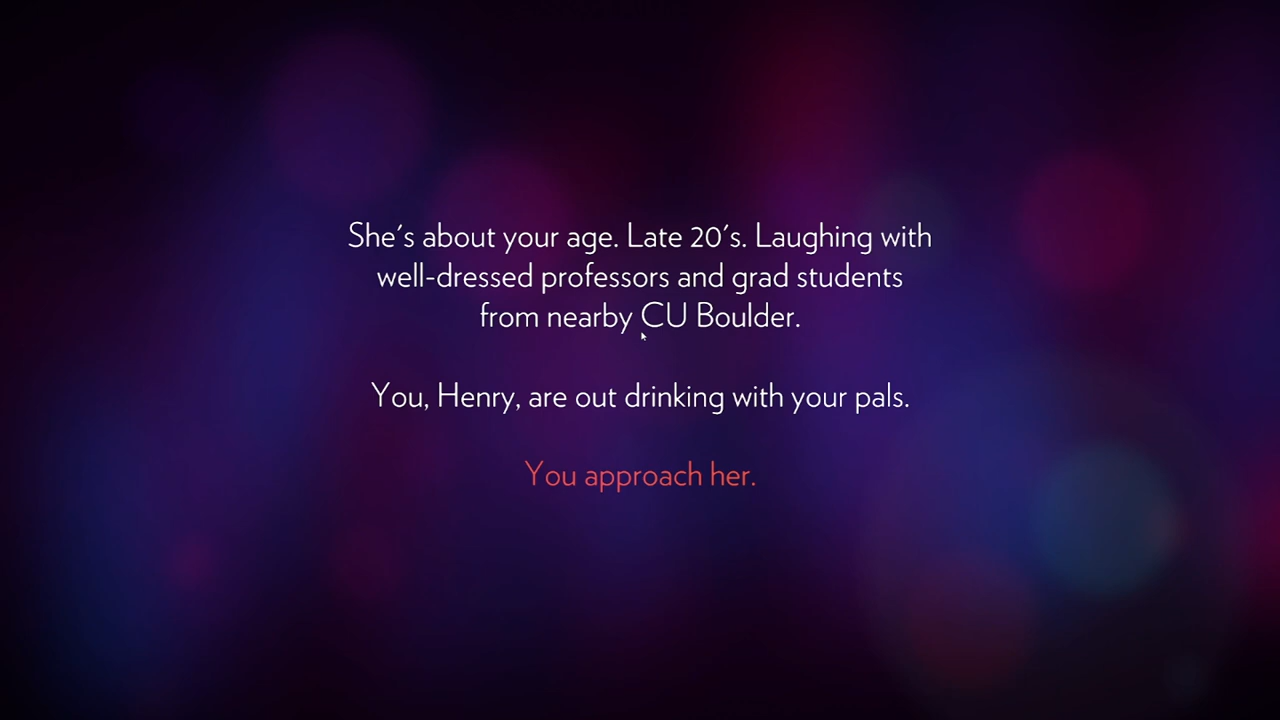 She's about your age. Late 20's. Laughing with
well-dressed professors and grad students
from nearby CU Boulder.
You, Henry, are out drinking with your pals.
You approach her.